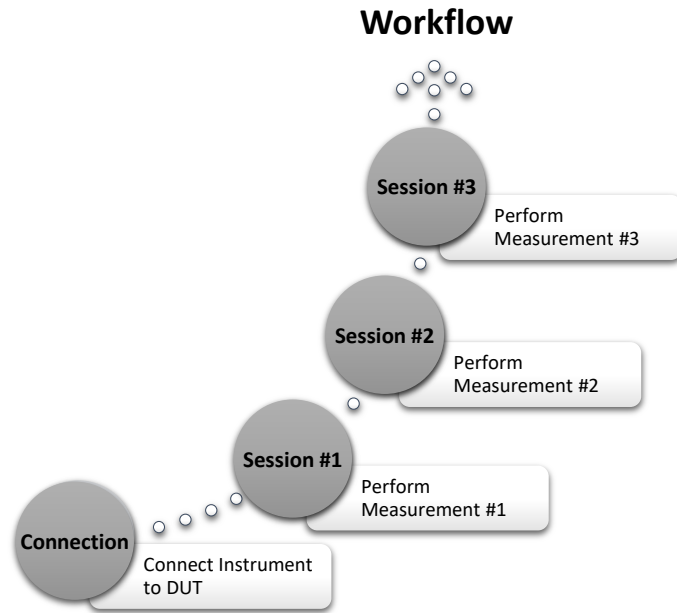 Workflow
Session #3
Perform
Measurement #3
Session #2
Perform
Measurement #2
Session #1
Perform
Measurement #1
Connection
Connect Instrument
to DUT